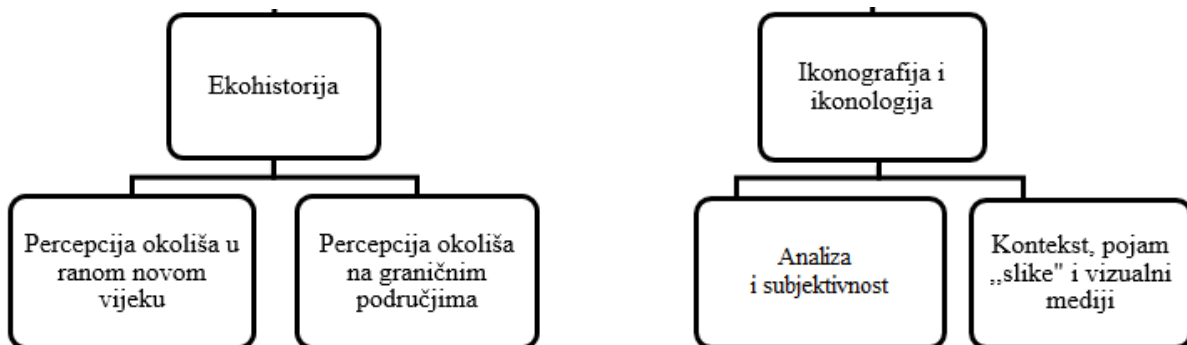 Ekohistorija
Percepcija okoliša u
ranom novom
vijeku
Percepcija okoliša
na graničnim
područjima
Ikonografija i
ikonologija
Analiza
i subjektivnost
Kontekst, pojam
„slike" i vizualni
mediji